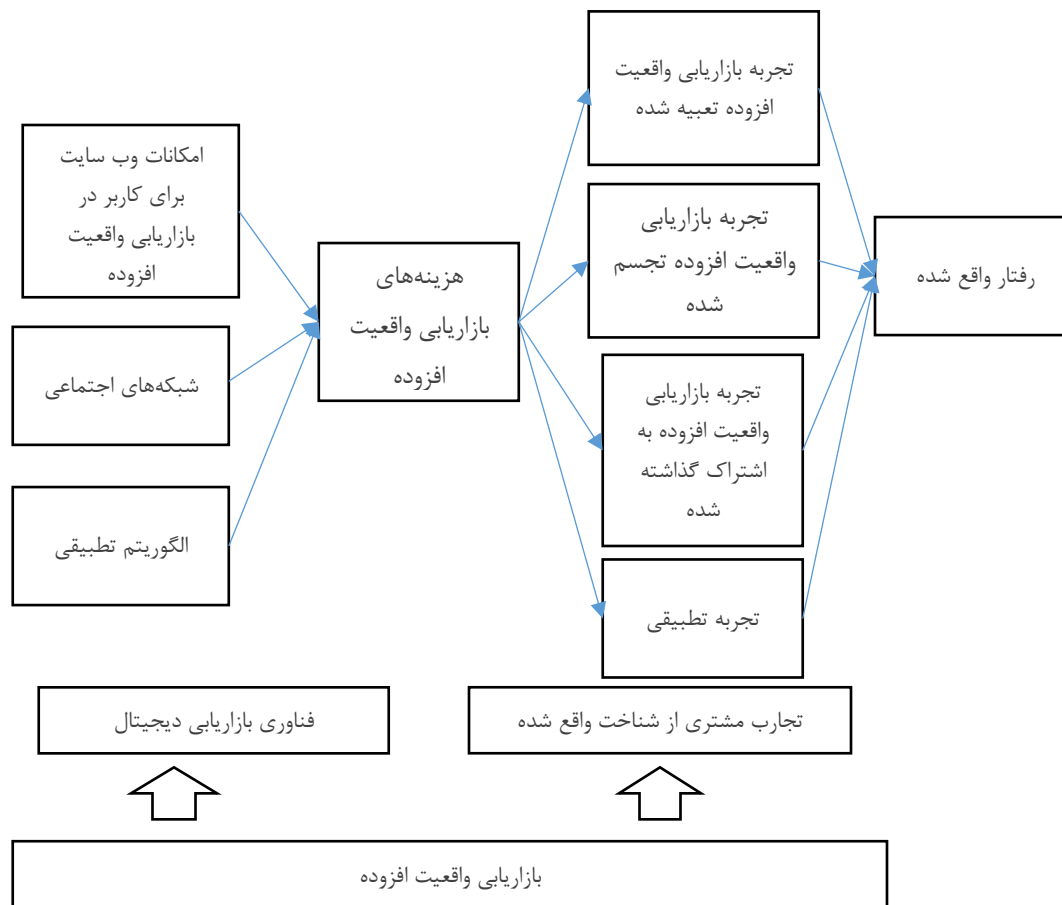 امکانات وب سایت
برای کاربر در
بازاریابی واقعیت
افزوده
شبکه‌های اجتماعی
الگوریتم تطبیقی
هزینه‌های
بازاریابی واقعیت
افزوده
تجربه بازاریابی واقعیت
افزوده تعبیه شده
تجربه بازاریابی
واقعیت افزوده تجسم
شده
تجربه بازاریابی
واقعیت افزوده به
اشتراک گذاشته
شده
تجربه تطبیقی
رفتار واقع شده
فناوری بازاریابی دیجیتال
تجارب مشتری از شناخت واقع شده
بازاریابی واقعیت افزوده